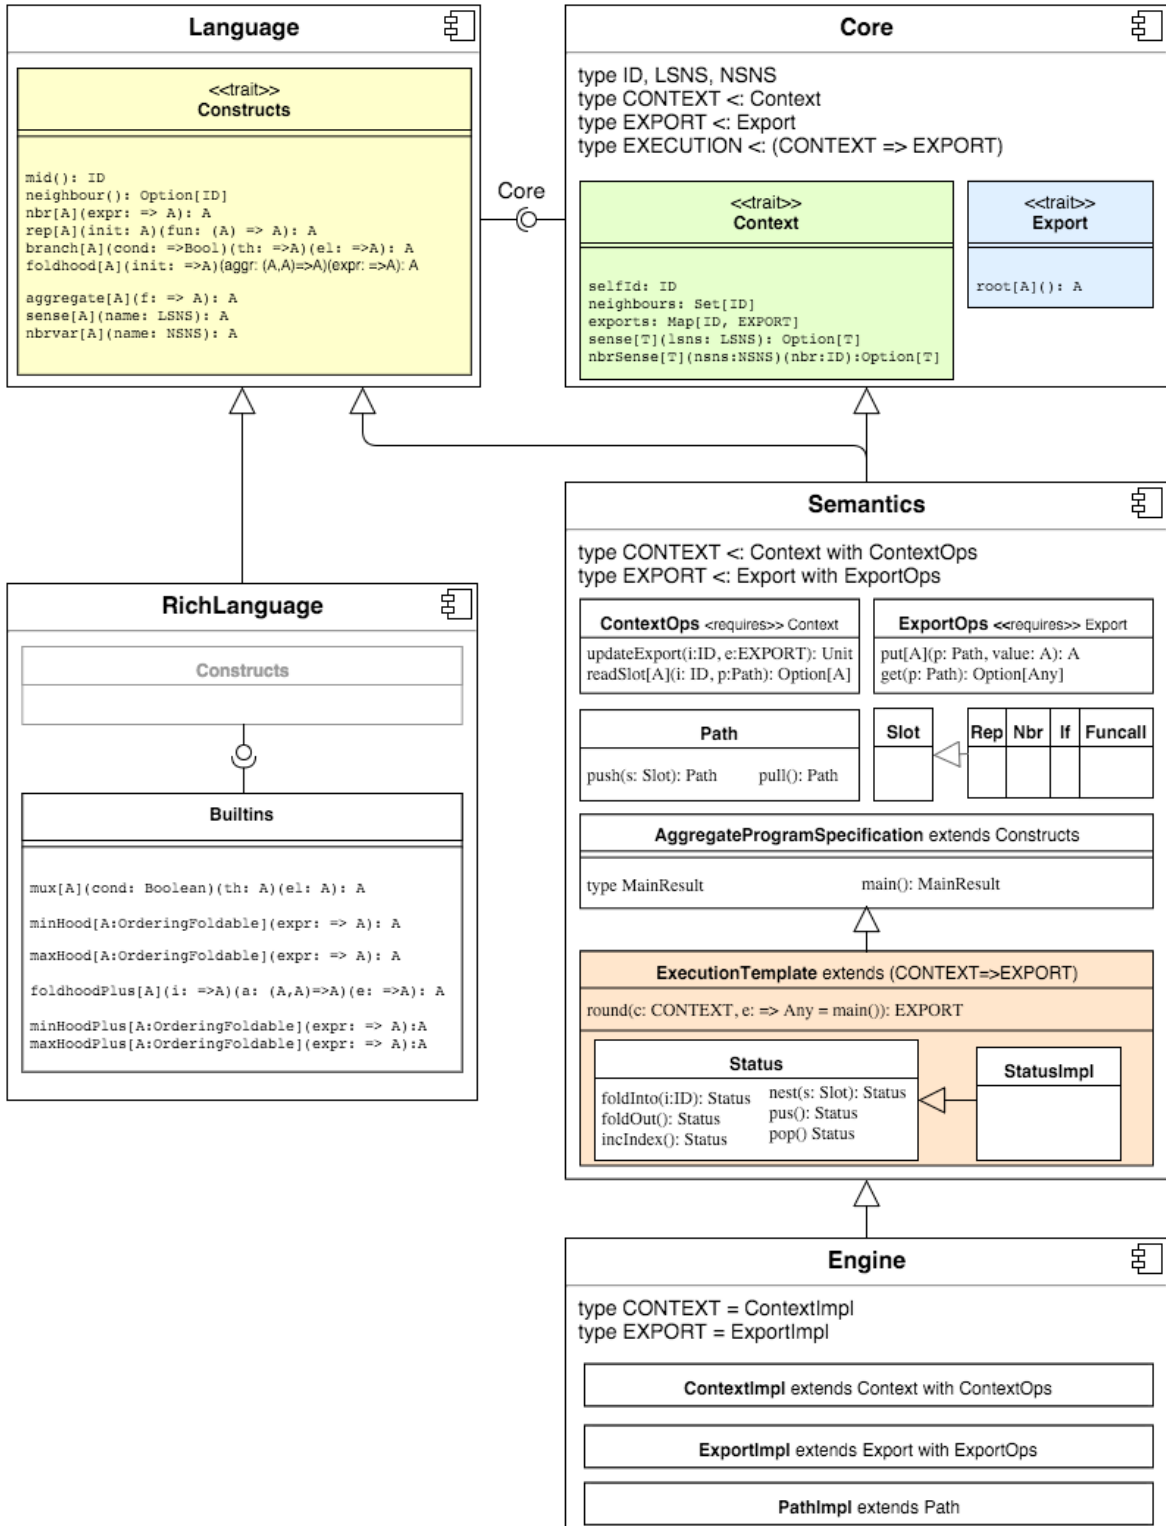 Language
<<trait>>
Constructs
mid(): ID
neighbour(): Option[ID]
nbr[A](expr: => A): A
rep[A](init: A)(fun: (A) => A): A
branch[A](cond: =>Bool)(th: =>A)(el: =>A): A
foldhood[A](init: =>A)(aggr: (A,A)=>A)(expr: =>A): A
aggregate[A](f: => A): A
sense[A](name: LSNS): A
nbrvar[A](name: NSNS): A
Core
Core
type ID, LSNS, NSNS
type CONTEXT <: Context
type EXPORT <: Export
type EXECUTION <: (CONTEXT => EXPORT)
<<trait>>
Context
selfId: ID
neighbours: Set[ID]
exports: Map[ID, EXPORT]
sense[T](lsns: LSNS): Option[T]
nbrSense[T](nsns:NSNS)(nbr:ID):Option[T]
<<trait>>
Export
root[A](): A
RichLanguage
Constructs
Builtins
mux[A](cond: Boolean)(th: A)(el: A): A
minHood[A:OrderingFoldable](expr: => A): A
maxHood[A:OrderingFoldable](expr: => A): A
foldhoodPlus[A](i: =>A)(a: (A,A)=>A)(e: =>A): A
minHoodPlus[A:OrderingFoldable](expr: => A):A
maxHoodPlus[A:OrderingFoldable](expr: => A):A
Semantics
type CONTEXT <: Context with ContextOps
type EXPORT <: Export with ExportOps
ContextOps <requires>> Context
updateExport(i:ID, e:EXPORT): Unit
readSlot[A](i: ID, p:Path): Option[A]
ExportOps <<requires>> Export
put[A](p: Path, value: A): A
get(p: Path): Option[Any]
Path
push(s: Slot): Path pull(): Path
Slot
Rep Nbr If Funcall
AggregateProgramSpecification extends Constructs
type MainResult main(): MainResult
ExecutionTemplate extends (CONTEXT=>EXPORT)
round(c: CONTEXT, e: => Any = main()): EXPORT
Status
foldInto(i:ID): Status nest(s: Slot): Status
foldOut(): Status pus(): Status
incIndex(): Status pop() Status
StatusImpl
Engine
type CONTEXT = ContextImpl
type EXPORT = ExportImpl
ContextImpl extends Context with ContextOps
ExportImpl extends Export with ExportOps
PathImpl extends Path